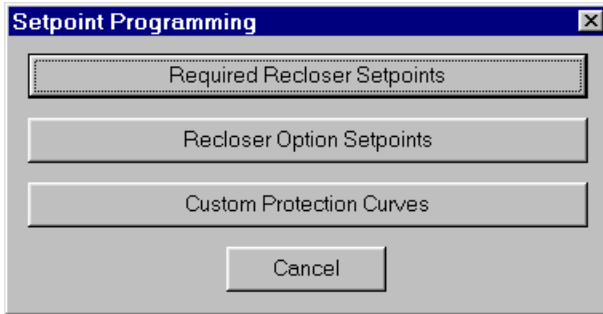 Setpoint Programming
Required Recloser Setpoints
Recloser Option Setpoints
Custom Protection Curves
Cancel